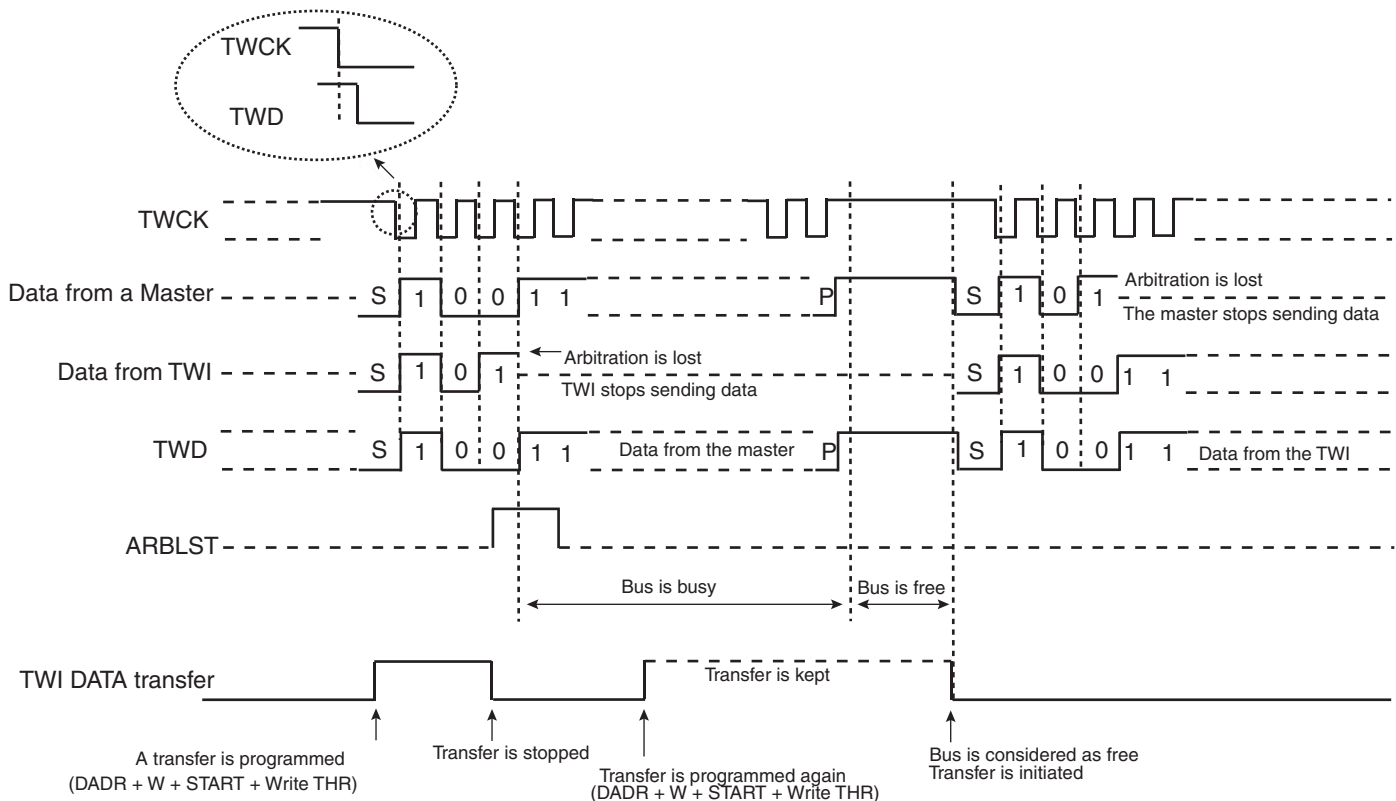 TWCK
TWD
TWCK
Data from a Master S 1 0 0 1 1 P S 1 0 1 Arbitration is lost
The master stops sending data
Data from TWI S 1 0 1 Arbitration is lost S 1 0 0 1 1
TWI stops sending data
TWD S 1 0 0 1 1 Data from the master P S 1 0 0 1 1 Data from the TWI
ARBLST
Bus is busy Bus is free
TWI DATA transfer Transfer is kept
A transfer is programmed
(DADR + W + START + Write THR)
Transfer is stopped
Transfer is programmed again
(DADR + W + START + Write THR)
Bus is considered as free
Transfer is initiated